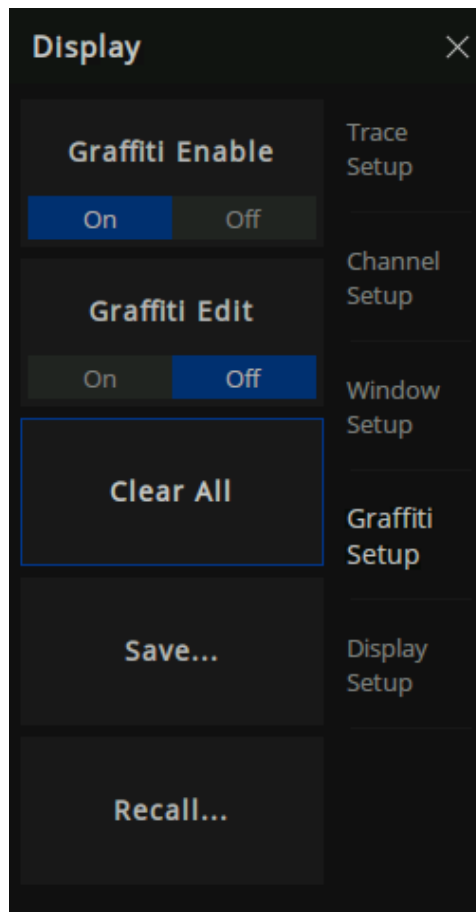 Display
Graffiti Enable
On Off
Graffiti Edit
On Off
Clear All
Save...
Recall...
Trace
Setup
Channel
Setup
Window
Setup
Graffiti
Setup
Display
Setup